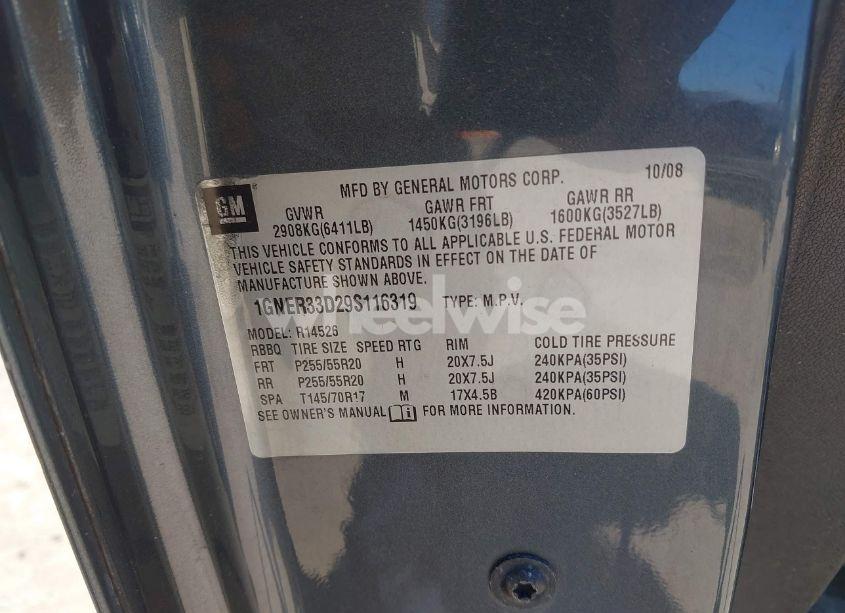 MFD BY GENERAL MOTORS CORP. 10/08
GM
GVWR GAWR FRT GAWR RR
2908KG(6411LB) 1450KG(3196LB) 1600KG(3527LB)
THIS VEHICLE CONFORMS TO ALL APPLICABLE U.S. FEDERAL MOTOR
VEHICLE SAFETY STANDARDS IN EFFECT ON THE DATE OF
MANUFACTURE SHOWN ABOVE.
1GNER33D29S116319 TYPE: M.P.V.
wheelwise
MODEL: R14526
RBBQ TIRE SIZE SPEED RTG RIM COLD TIRE PRESSURE
FRT P255/55R20 H 20X7.5J 240KPA(35PSI)
RR P255/55R20 H 20X7.5J 240KPA(35PSI)
SPA T145/70R17 M 17X4.5B 420KPA(60PSI)
SEE OWNER'S MANUAL FOR MORE INFORMATION.